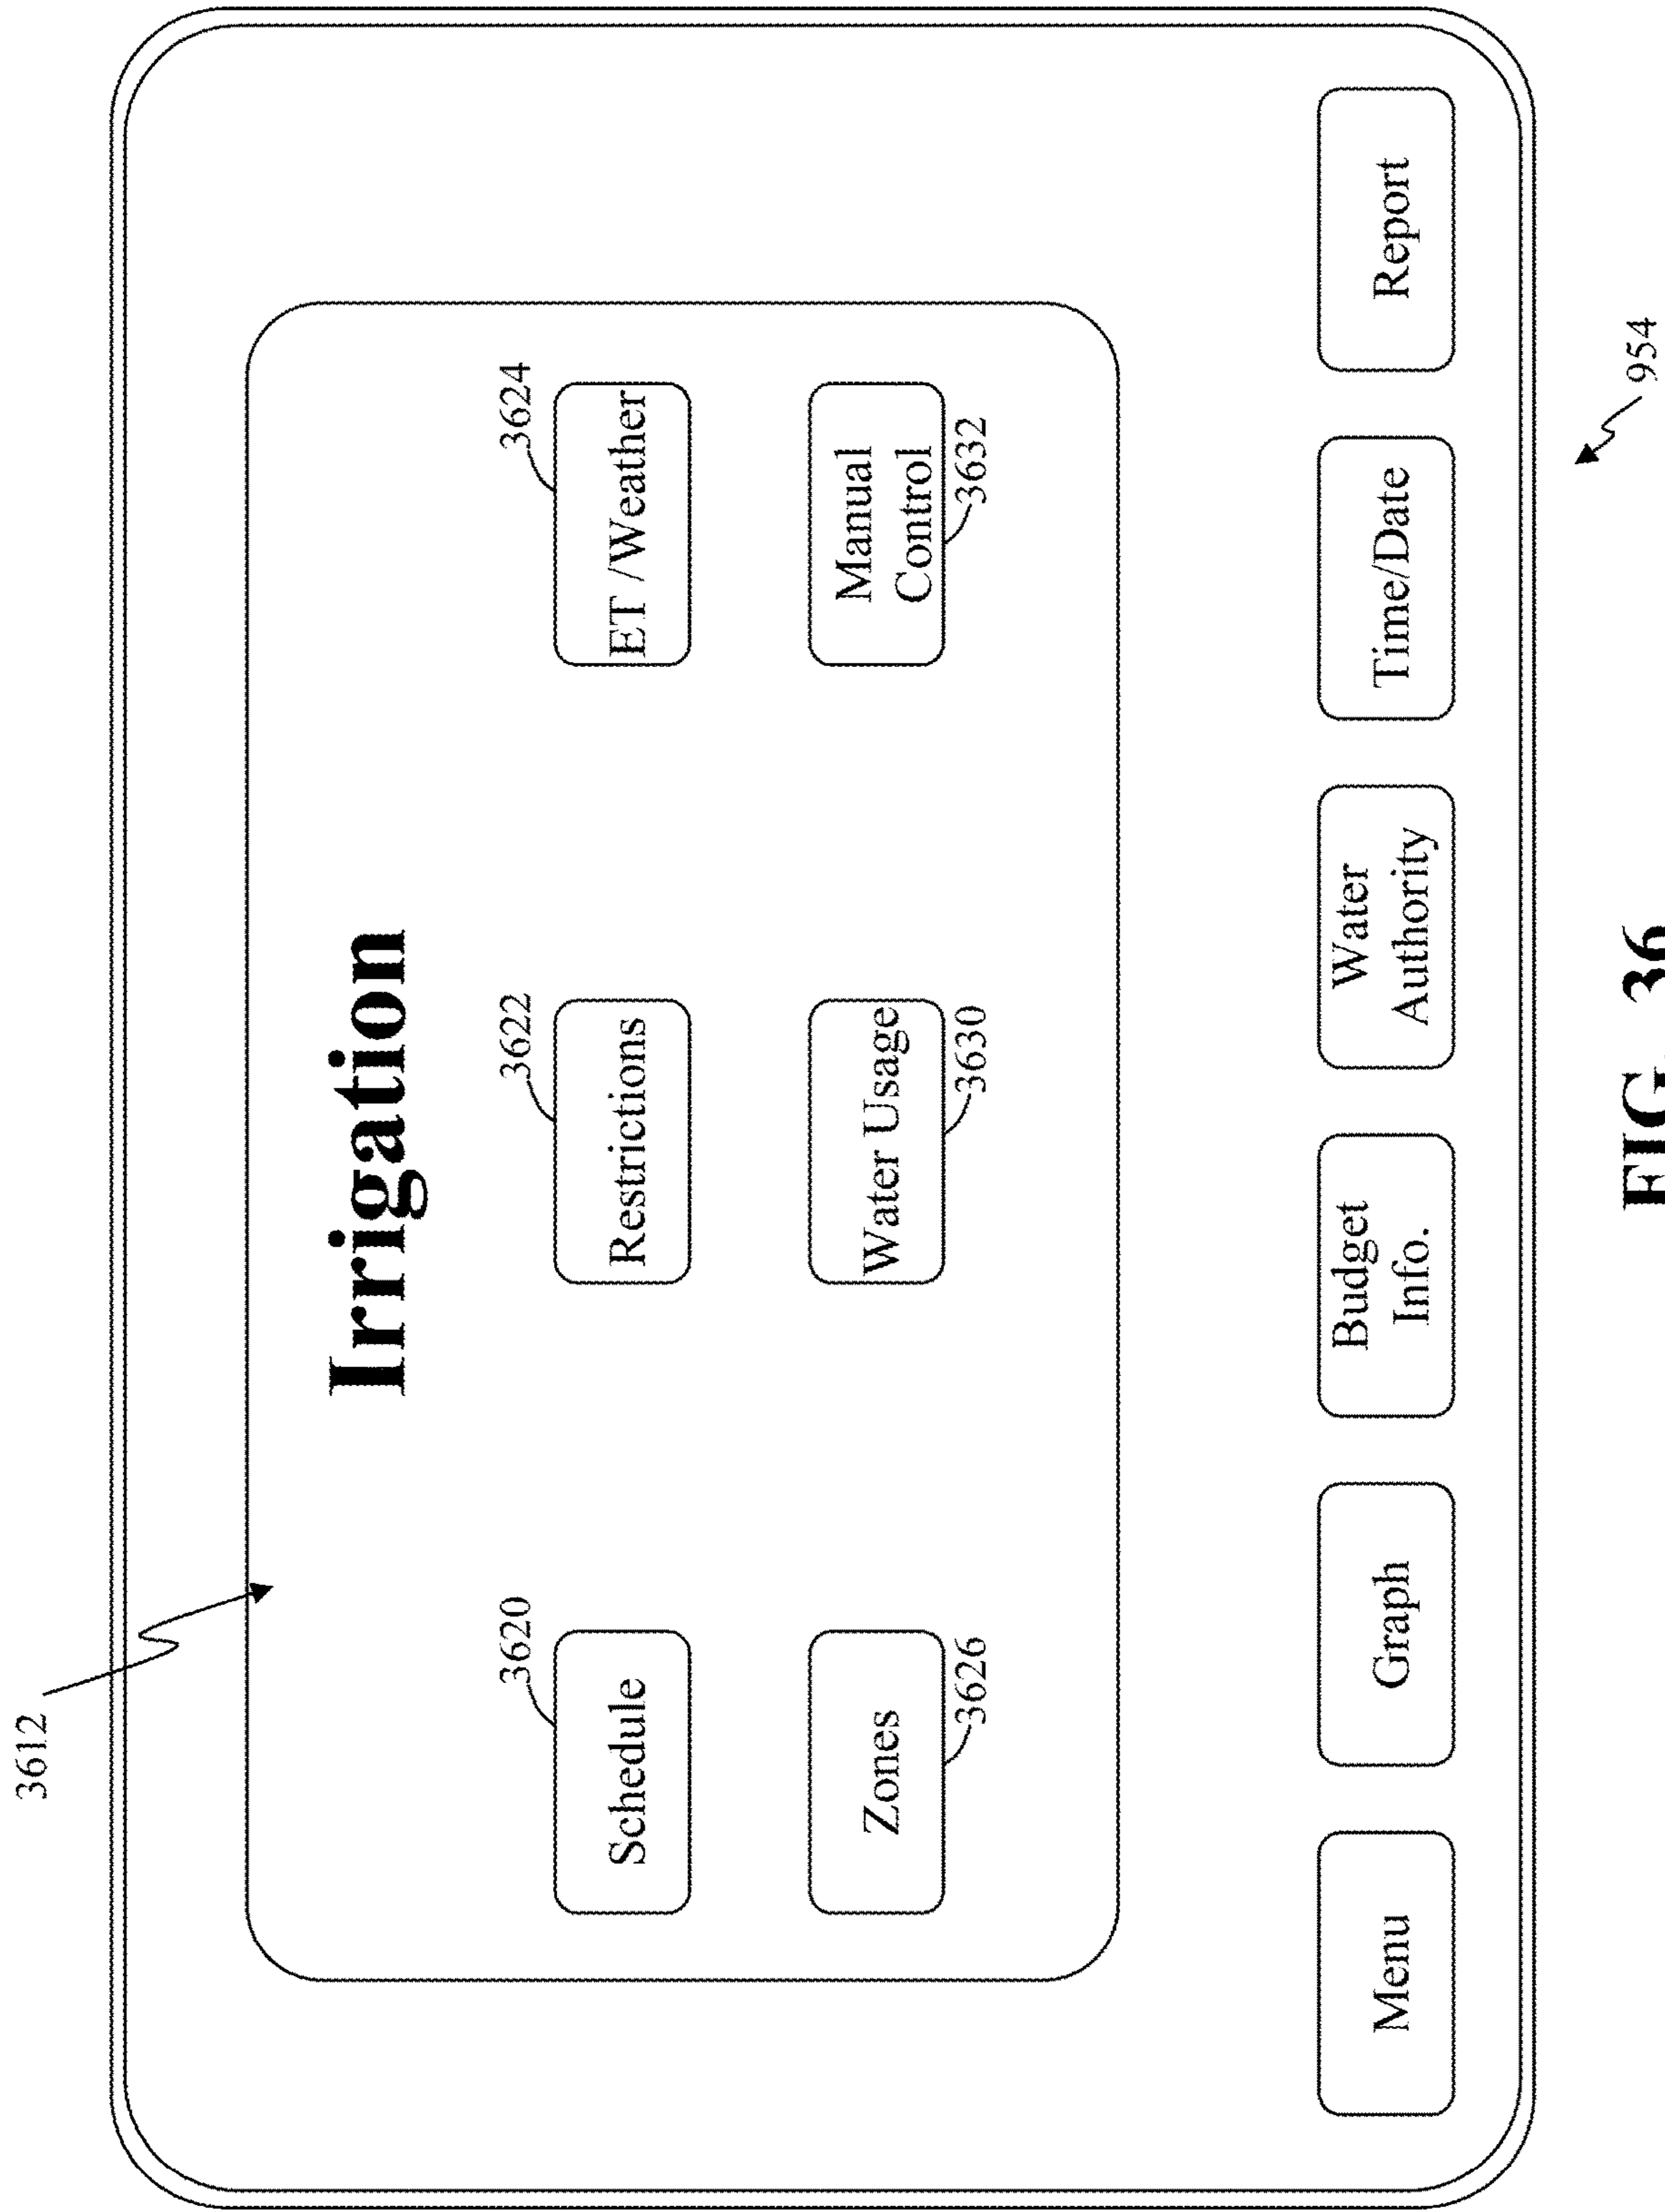 3612
Irrigation
3620
3622
3624
Schedule
Restrictions
ET /Weather
Zones
Water Usage
Manual
Control
3626
3630
3632
Menu
Graph
Budget
Info.
Water
Authority
Time/Date
Report
954
FIG. 36